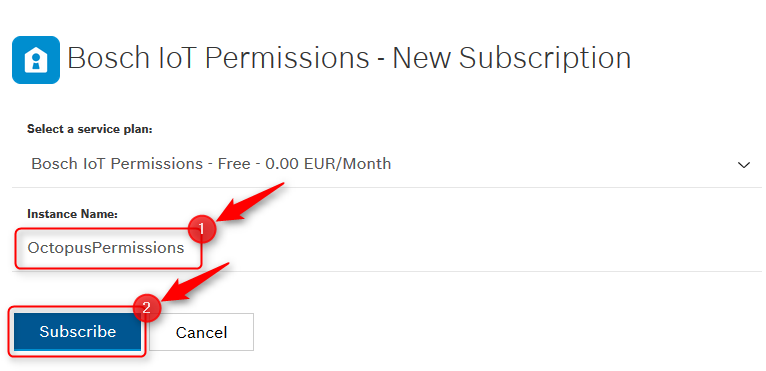 Bosch IoT Permissions - New Subscription
Select a service plan:
Bosch IoT Permissions - Free - 0.00 EUR/Month
Instance Name:
1
OctopusPermissions
2
Subscribe Cancel